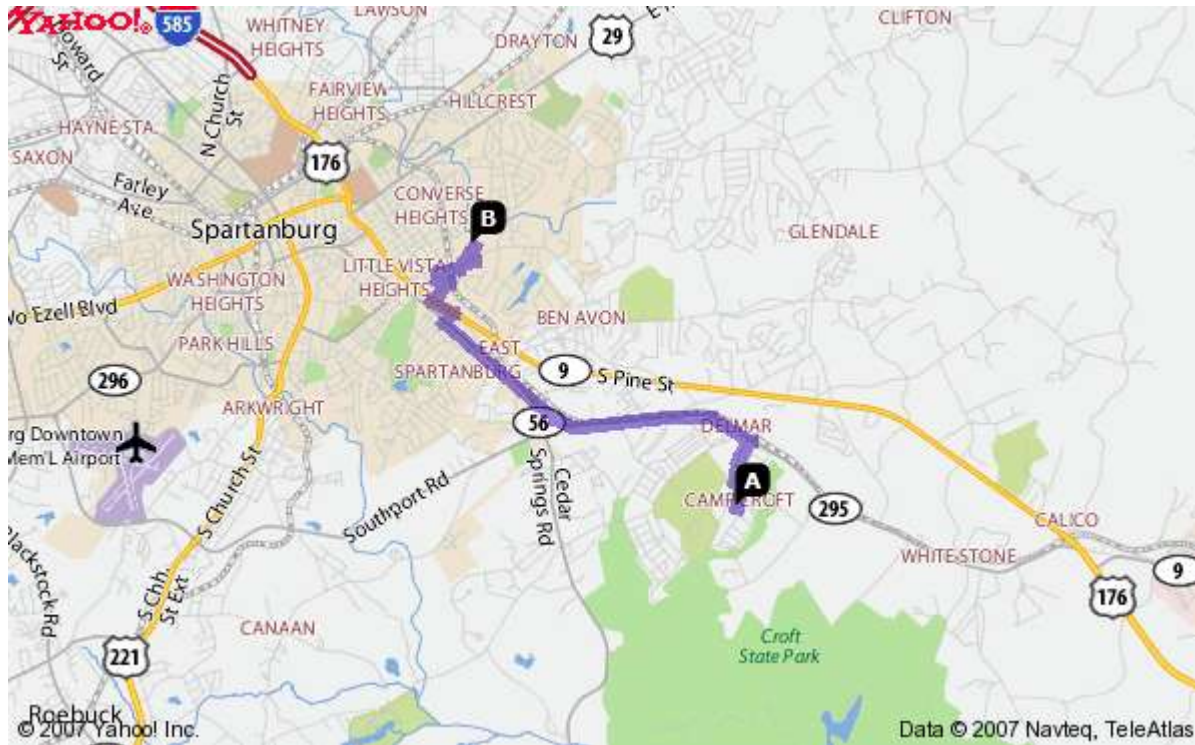 YAHOO!®
585
WHITNEY
HEIGHTS
LAWSON
CLIFTON
29
DRAYTON
Howard
St
N Church
St
FAIRVIEW
HEIGHTS
HILLCREST
HAYNE STA.
SAXON
176
Farley
Ave
CONVERSE
HEIGHTS
B
Spartanburg
GLENDALE
LITTLE VISTA
HEIGHTS
WASHINGTON
HEIGHTS
Wo Ezell Blvd
BEN AVON
PARK HILLS
EAST
SPARTANBURG
9
S Pine St
296
ARKWRIGHT
56
DELMAR
rg Downtown
Mem'L Airport
Cedar
Springs Rd
A
CAMP CROFT
S Church St
Southport Rd
295
CALICO
WHITE STONE
9
Blackstock Rd
S Chh.
St Ext
176
CANAAN
Croft
State Park
221
Roebuck
© 2007 Yahoo! Inc.
Data © 2007 Navteq, TeleAtlas